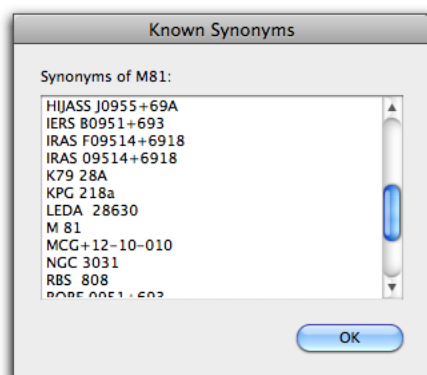 Known Synonyms
Synonyms of M81:
HIJASS J0955+69A
IERS B0951+693
IRAS F09514+6918
IRAS 09514+6918
K79 28A
KPG 218a
LEDA  28630
M 81
MCG+12-10-010
NGC 3031
RBS  808
OK